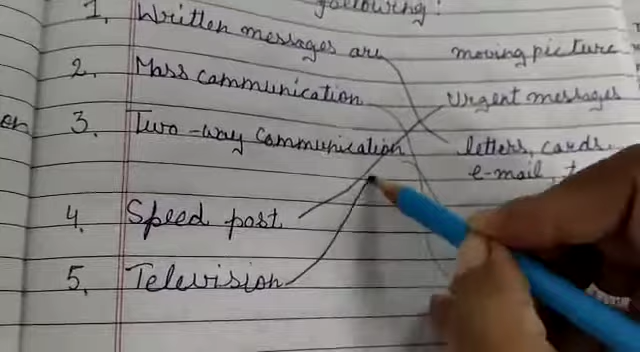 following:
1. Written messages are moving picture
2. Mass communication Urgent messages
3. Two-way communication letters, cards,
e-mail,
4. Speed post
5. Television